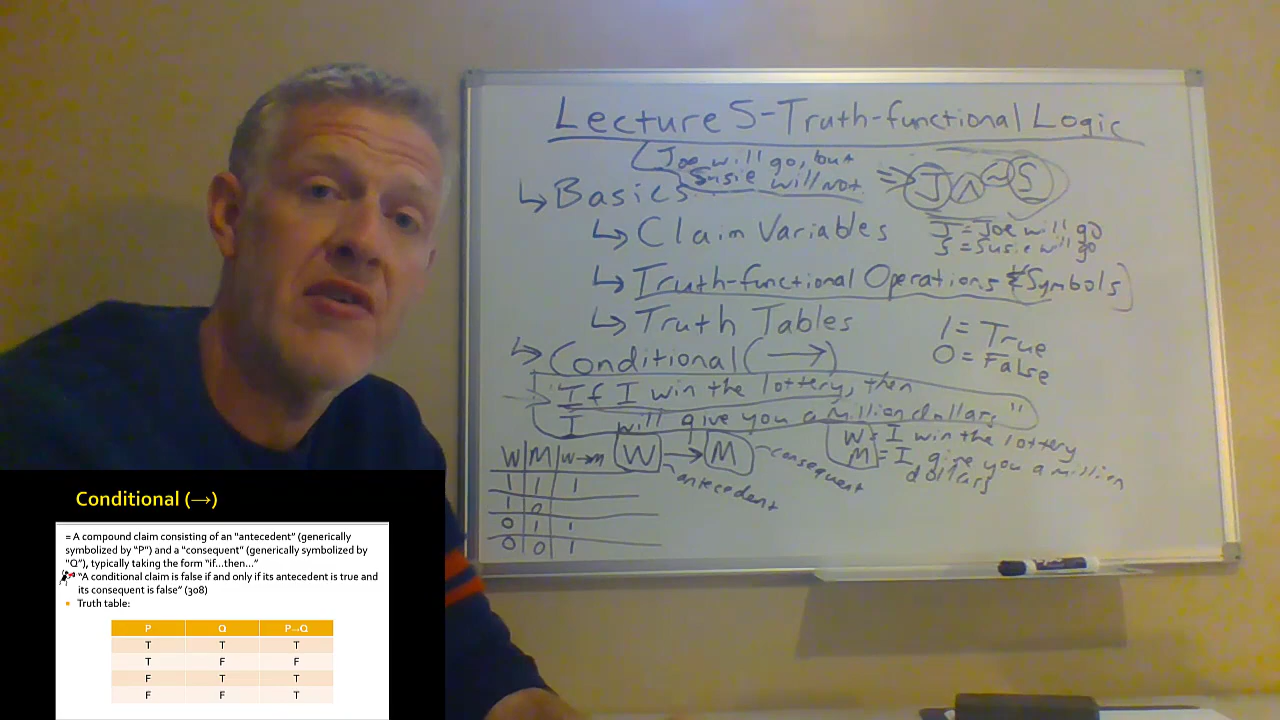 Lecture 5-Truth-functional Logic
Joe will go, but
Susie will not
J ∧ ~ S
↳ Basics
↳ Claim Variables
J = Joe will go
S = Susie will go
↳ Truth-functional Operations & Symbols
↳ Truth Tables
1 = True
0 = False
↳ Conditional (→)
If I win the lottery, then
I will give you a million dollars"
W = I win the lottery
M = I give you a million
dollars
W → M
antecedent
consequent
W M W→M
1 1 1
1 0
0 1 1
0 0 1
Conditional (→)
= A compound claim consisting of an "antecedent" (generically
symbolized by "P") and a "consequent" (generically symbolized by
"Q"), typically taking the form "if...then..."
"A conditional claim is false if and only if its antecedent is true and
its consequent is false" (308)
Truth table:
P Q P→Q
T T T
T F F
F T T
F F T